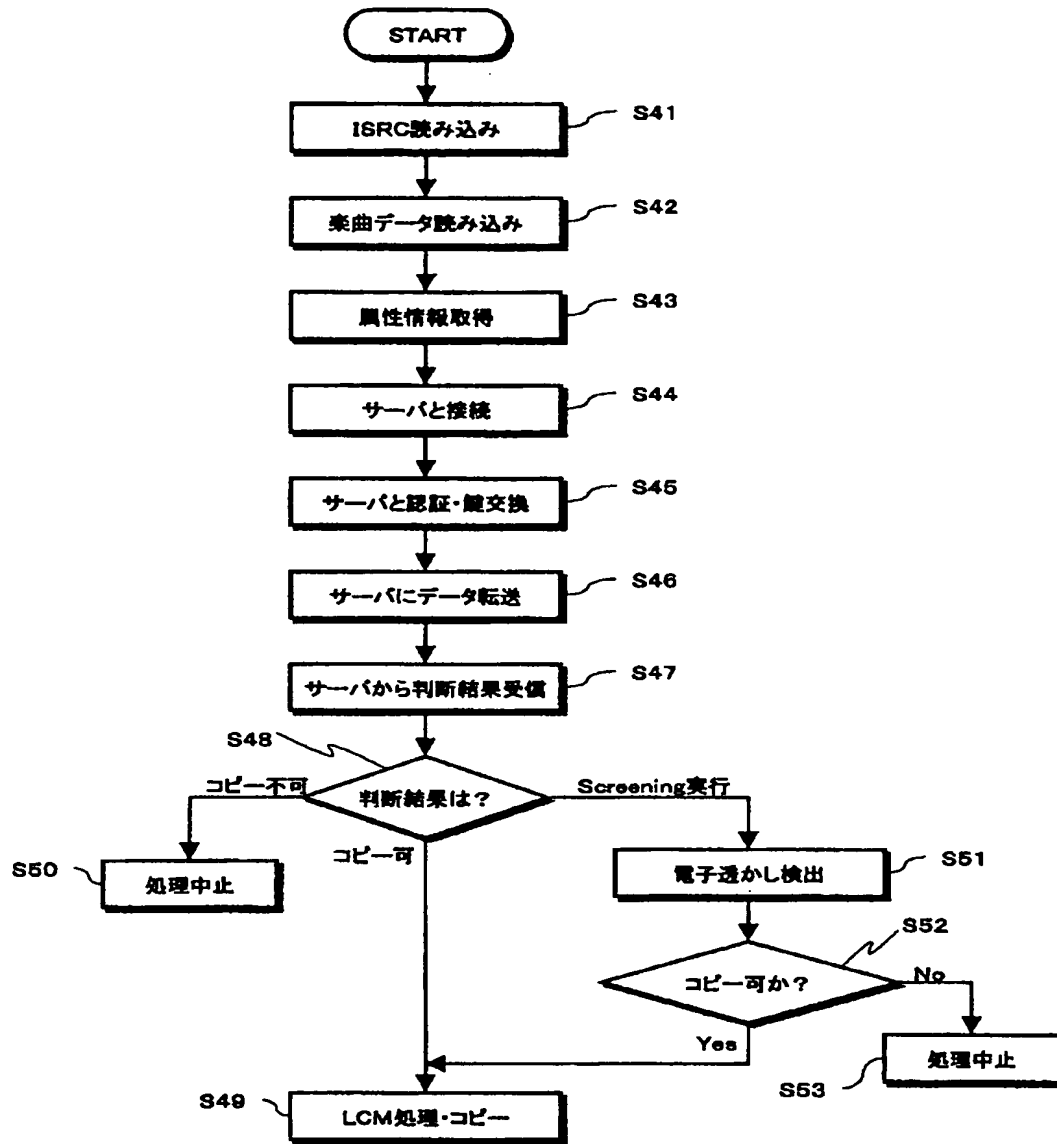 START
S41
ISRC読み込み
S42
楽曲データ読み込み
S43
属性情報取得
S44
サーバと接続
S45
サーバと認証・鍵交換
S46
サーバにデータ転送
S47
サーバから判断結果受信
S48
コピー不可
判断結果は？
Screening実行
コピー可
S50
処理中止
S51
電子透かし検出
S52
コピー可か？
No
Yes
S53
処理中止
S49
LCM処理・コピー